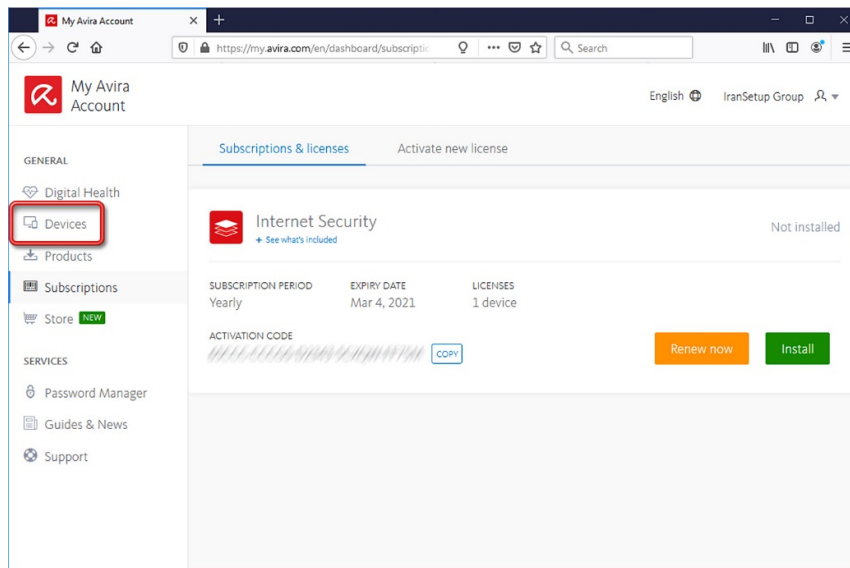 My Avira Account
https://my.avira.com/en/dashboard/subscriptic
Search
My Avira
Account
English
IranSetup Group
GENERAL
Digital Health
Devices
Products
Subscriptions
Store NEW
SERVICES
Password Manager
Guides & News
Support
Subscriptions & licenses
Activate new license
Internet Security
+ See what's included
Not installed
SUBSCRIPTION PERIOD
EXPIRY DATE
LICENSES
Yearly
Mar 4, 2021
1 device
ACTIVATION CODE
COPY
Renew now
Install